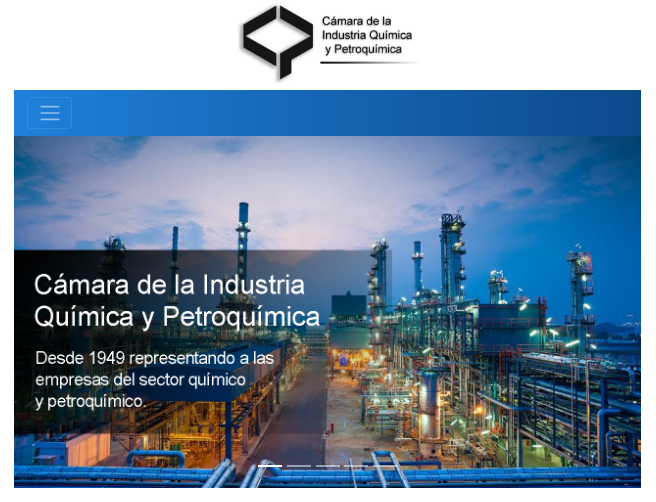 Cámara de la
Industria Química
y Petroquímica
Cámara de la Industria
Química y Petroquímica
Desde 1949 representando a las
empresas del sector químico
y petroquímico.